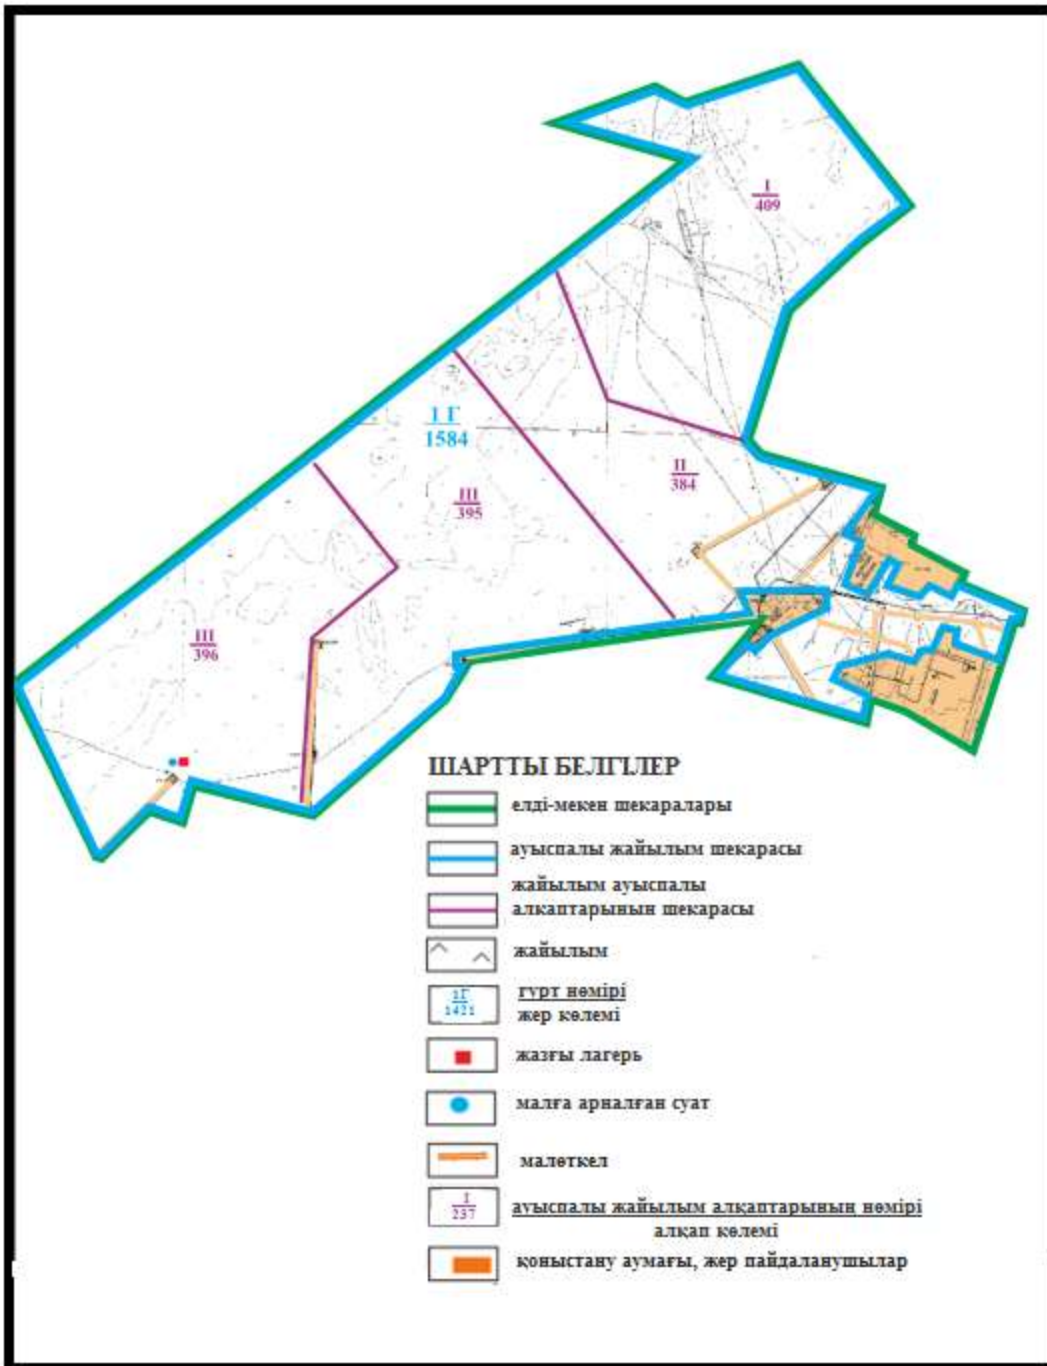 I
409
1 Г
1584
II
384
III
395
III
396
ШАРТТЫ БЕЛГІЛЕР
елді-мекен шекаралары
ауыспалы жайылым шекарасы
жайылым ауыспалы
алкаптарынын шекарасы
жайылым
1Г
1421
гурт нөмірі
жер көлемі
жазғы лагерь
малға арналған суат
малөткел
I
237
ауыспалы жайылым алқаптарының нөмірі
алқап көлемі
қоныстану аумағы, жер пайдаланушылар